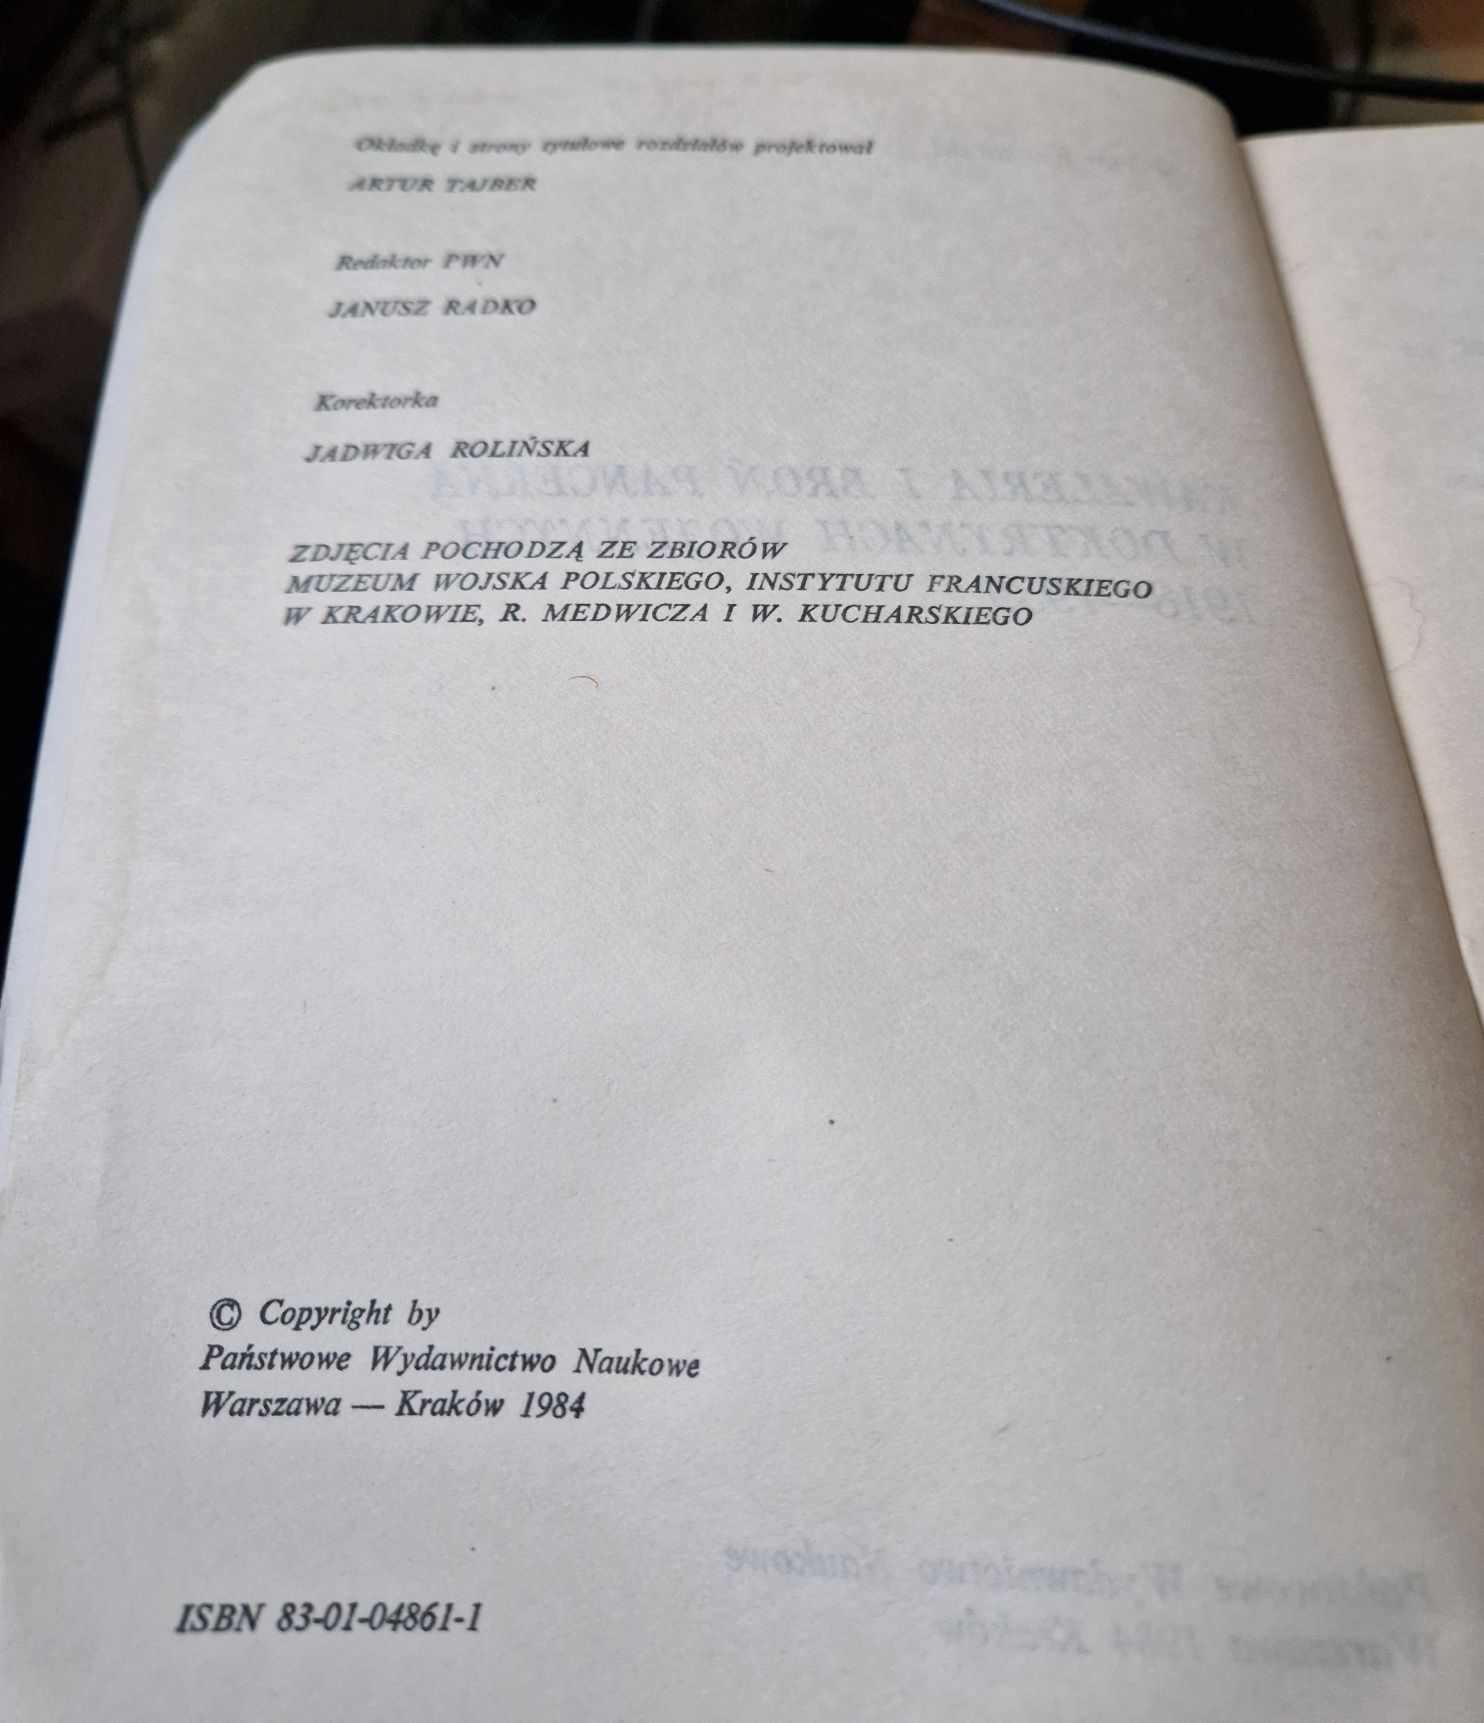 Okładkę i strony tytułowe rozdziałów projektował
ARTUR TAJBER
Redaktor PWN
JANUSZ RADKO
Korektorka
JADWIGA ROLIŃSKA
ZDJĘCIA POCHODZĄ ZE ZBIORÓW
MUZEUM WOJSKA POLSKIEGO, INSTYTUTU FRANCUSKIEGO
W KRAKOWIE, R. MEDWICZA I W. KUCHARSKIEGO
© Copyright by
Państwowe Wydawnictwo Naukowe
Warszawa — Kraków 1984
ISBN 83-01-04861-1